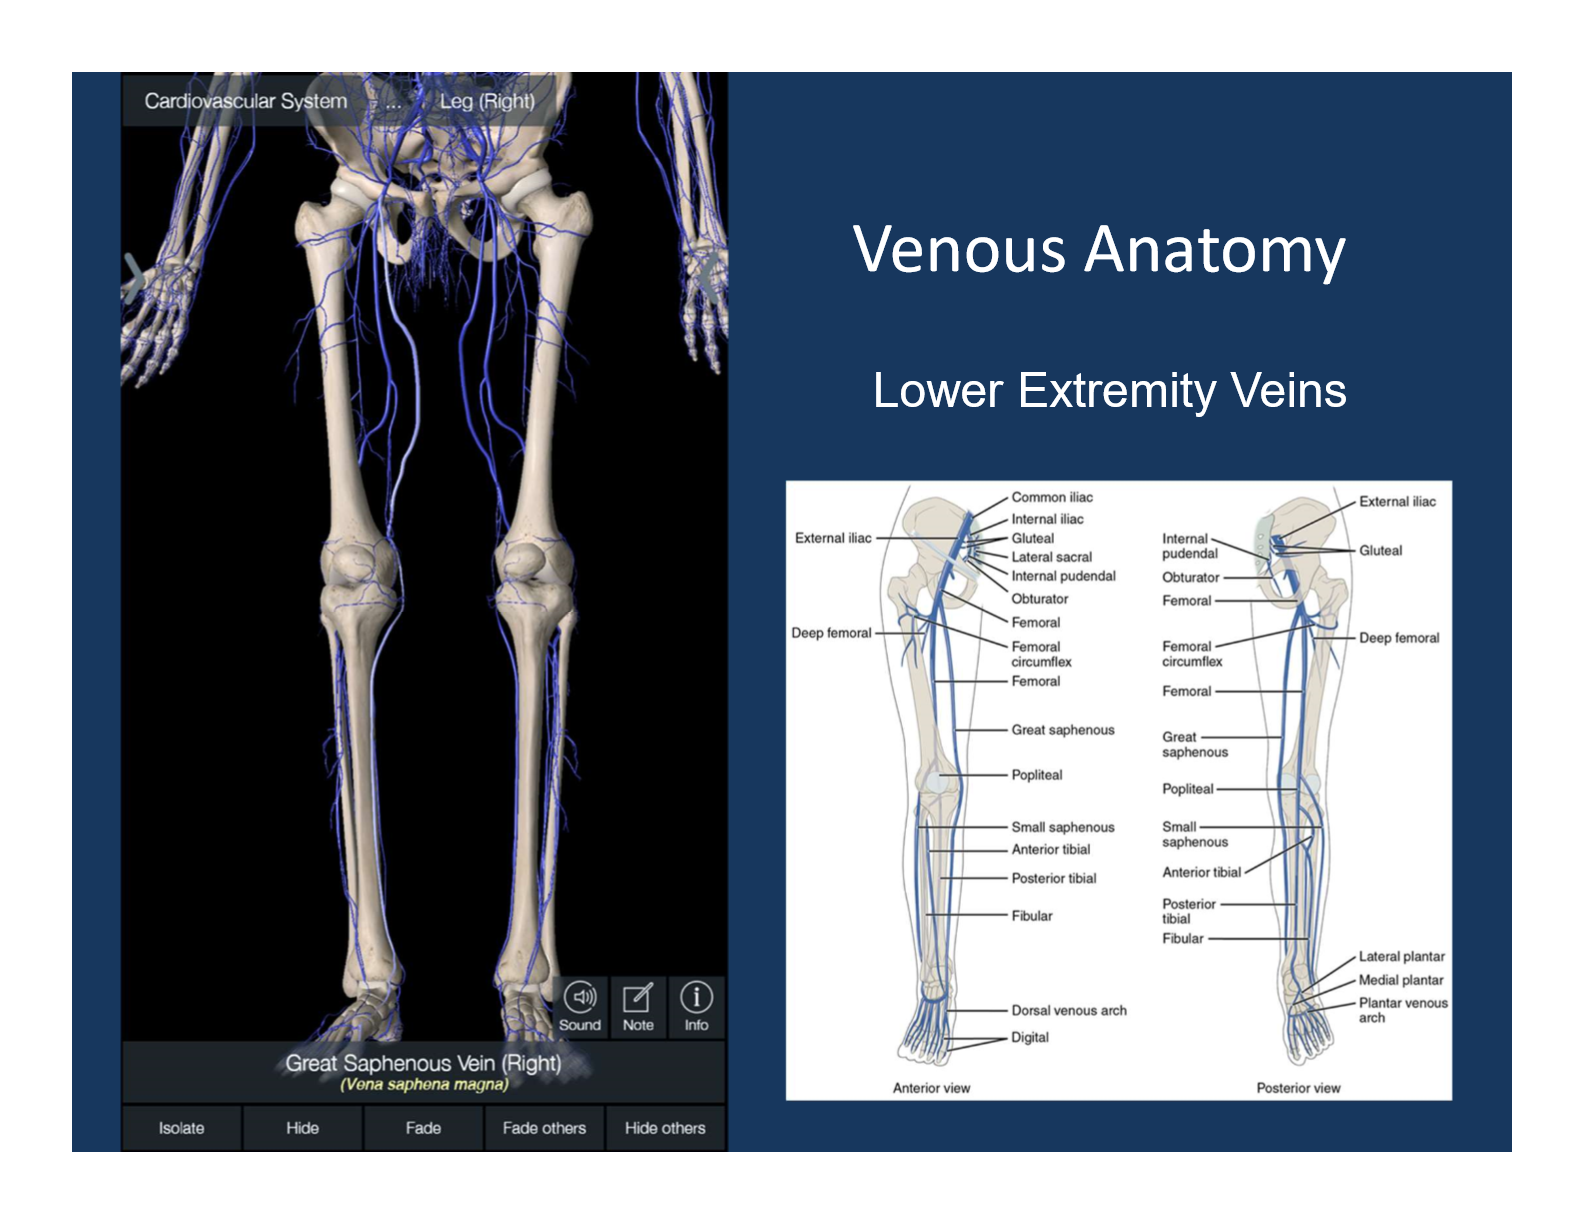 Cardiovascular System ... Leg (Right)
Venous Anatomy
Lower Extremity Veins
Sound
Note
Info
Great Saphenous Vein (Right)
(Vena saphena magna)
Isolate
Hide
Fade
Fade others
Hide others
External iliac
Deep femoral
Common iliac
Internal iliac
Gluteal
Lateral sacral
Internal pudendal
Obturator
Femoral
Femoral
circumflex
Femoral
Great saphenous
Popliteal
Small saphenous
Anterior tibial
Posterior tibial
Fibular
Dorsal venous arch
Digital
Anterior view
Internal
pudendal
Obturator
Femoral
Femoral
circumflex
Femoral
Great
saphenous
Popliteal
Small
saphenous
Anterior tibial
Posterior
tibial
Fibular
External iliac
Gluteal
Deep femoral
Lateral plantar
Medial plantar
Plantar venous
arch
Posterior view